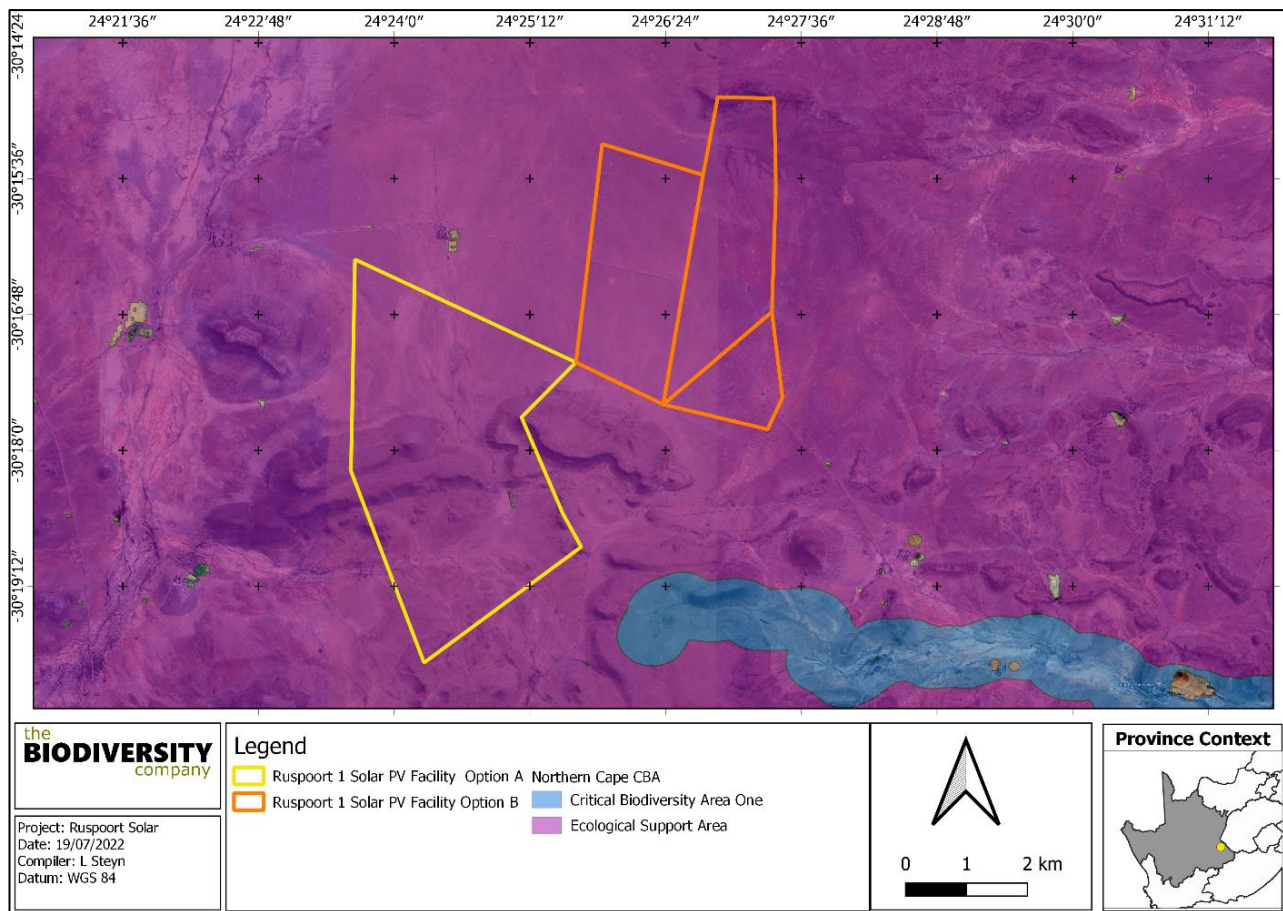 24°21'36" 24°22'48" 24°24'0" 24°25'12" 24°26'24" 24°27'36" 24°28'48" 24°30'0" 24°31'12"
-30°14'24"
-30°15'36"
-30°16'48"
-30°18'0"
-30°19'12"
the
BIODIVERSITY
company
Project: Ruspoort Solar
Date: 19/07/2022
Compiler: L Steyn
Datum: WGS 84
Legend
Ruspoort 1 Solar PV Facility Option A
Ruspoort 1 Solar PV Facility Option B
Northern Cape CBA
Critical Biodiversity Area One
Ecological Support Area
0 1 2 km
Province Context